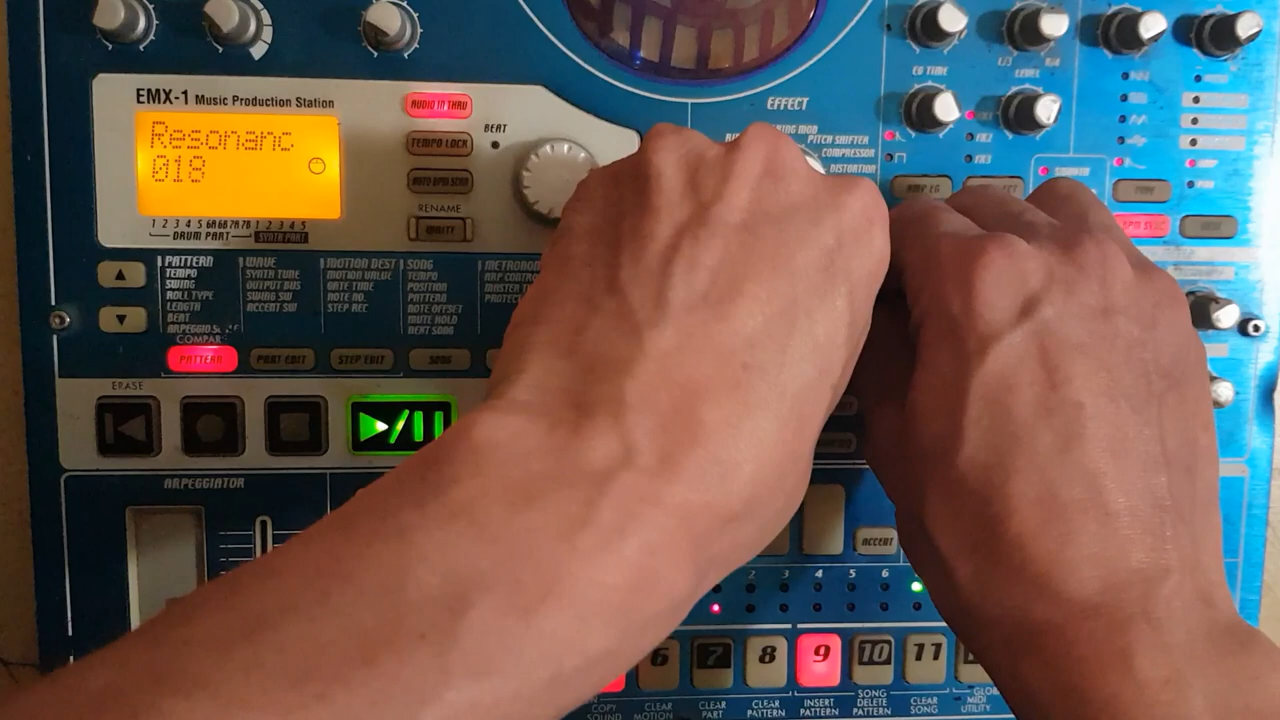 EMX-1 Music Production Station
Resonanc
018
1 2 3 4 5 6A 6B 7A 7B 1 2 3 4 5
DRUM PART
SYNTH PART
AUDIO IN THRU
TEMPO LOCK
AUTO BPM SCAN
RENAME
WRITE
BEAT
EFFECT
RING MOD
PITCH SHIFTER
COMPRESSOR
DISTORTION
EG TIME
LEVEL
AMP EG
BPM SYNC
PATTERN
TEMPO
SWING
ROLL TYPE
LENGTH
BEAT
WAVE
SYNTH TUNE
OUTPUT BUS
SWING SW
ACCENT SW
MOTION DEST
MOTION VALUE
GATE TIME
NOTE NO.
STEP REC
SONG
TEMPO
POSITION
PATTERN
NOTE OFFSET
MUTE HOLD
NEXT SONG
COMPARE
PATTERN
PART EDIT
STEP EDIT
SONG
ERASE
ARPEGGIATOR
ACCENT
2 3 4 5 6
6 7 8 9 10 11
COPY SOUND
CLEAR MOTION
CLEAR PART
CLEAR PATTERN
INSERT PATTERN
SONG DELETE PATTERN
CLEAR SONG
MIDI
UTILITY